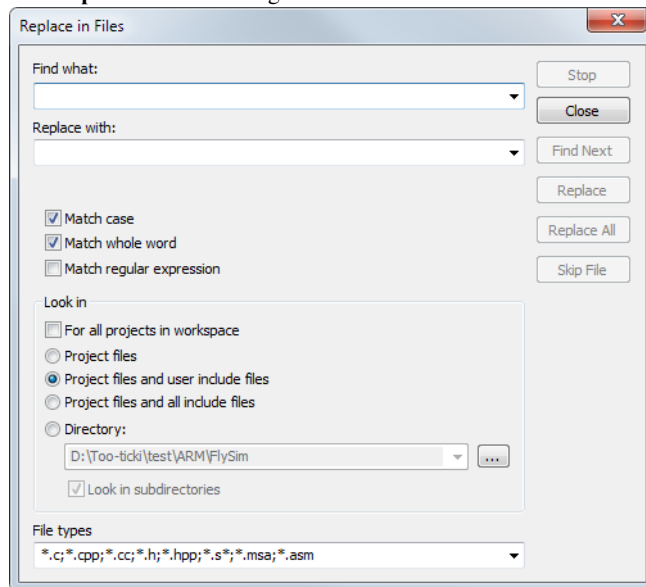 Replace in Files
Find what:
Stop
Close
Replace with:
Find Next
Replace
Match case
Replace All
Match whole word
Match regular expression
Skip File
Look in
For all projects in workspace
Project files
Project files and user include files
Project files and all include files
Directory:
D:\Too-ticki\test\ARM\FlySim
...
Look in subdirectories
File types
*.c;*.cpp;*.cc;*.h;*.hpp;*.s*;*.msa;*.asm